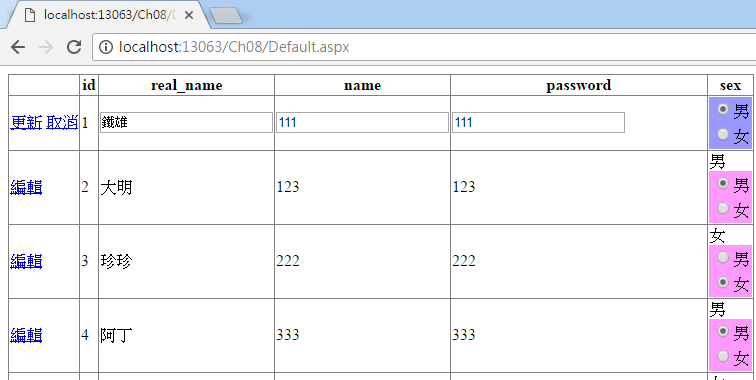 localhost:13063/Ch08/D
localhost:13063/Ch08/Default.aspx
id real_name name password sex
更新 取消 1 鐵雄 111 111 男
女
男
編輯 2 大明 123 123 男
女
女
編輯 3 珍珍 222 222 男
女
男
編輯 4 阿丁 333 333 男
女